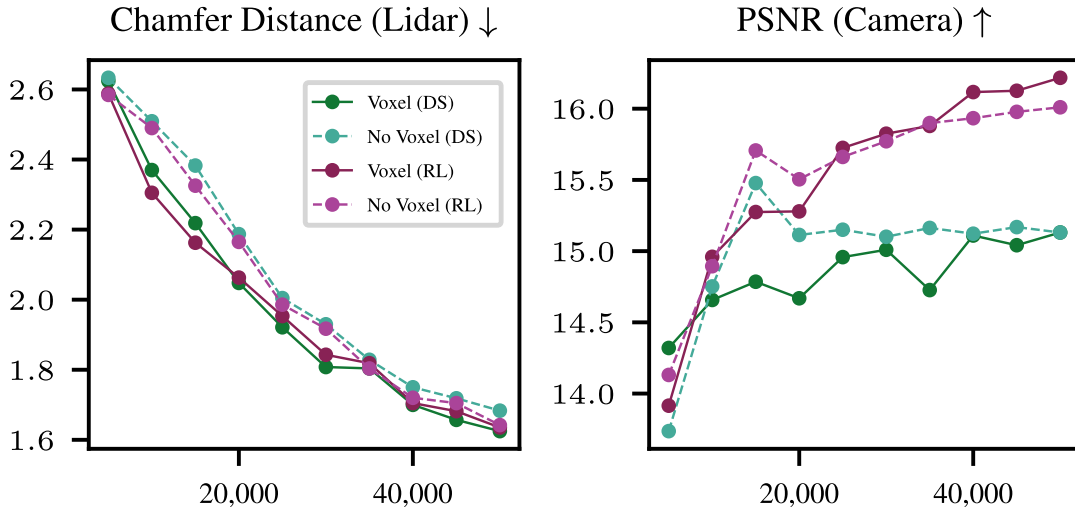 Chamfer Distance (Lidar) ↓
2.6
2.4
2.2
2.0
1.8
1.6
20,000
40,000
Voxel (DS)
No Voxel (DS)
Voxel (RL)
No Voxel (RL)
PSNR (Camera) ↑
16.0
15.5
15.0
14.5
14.0
20,000
40,000